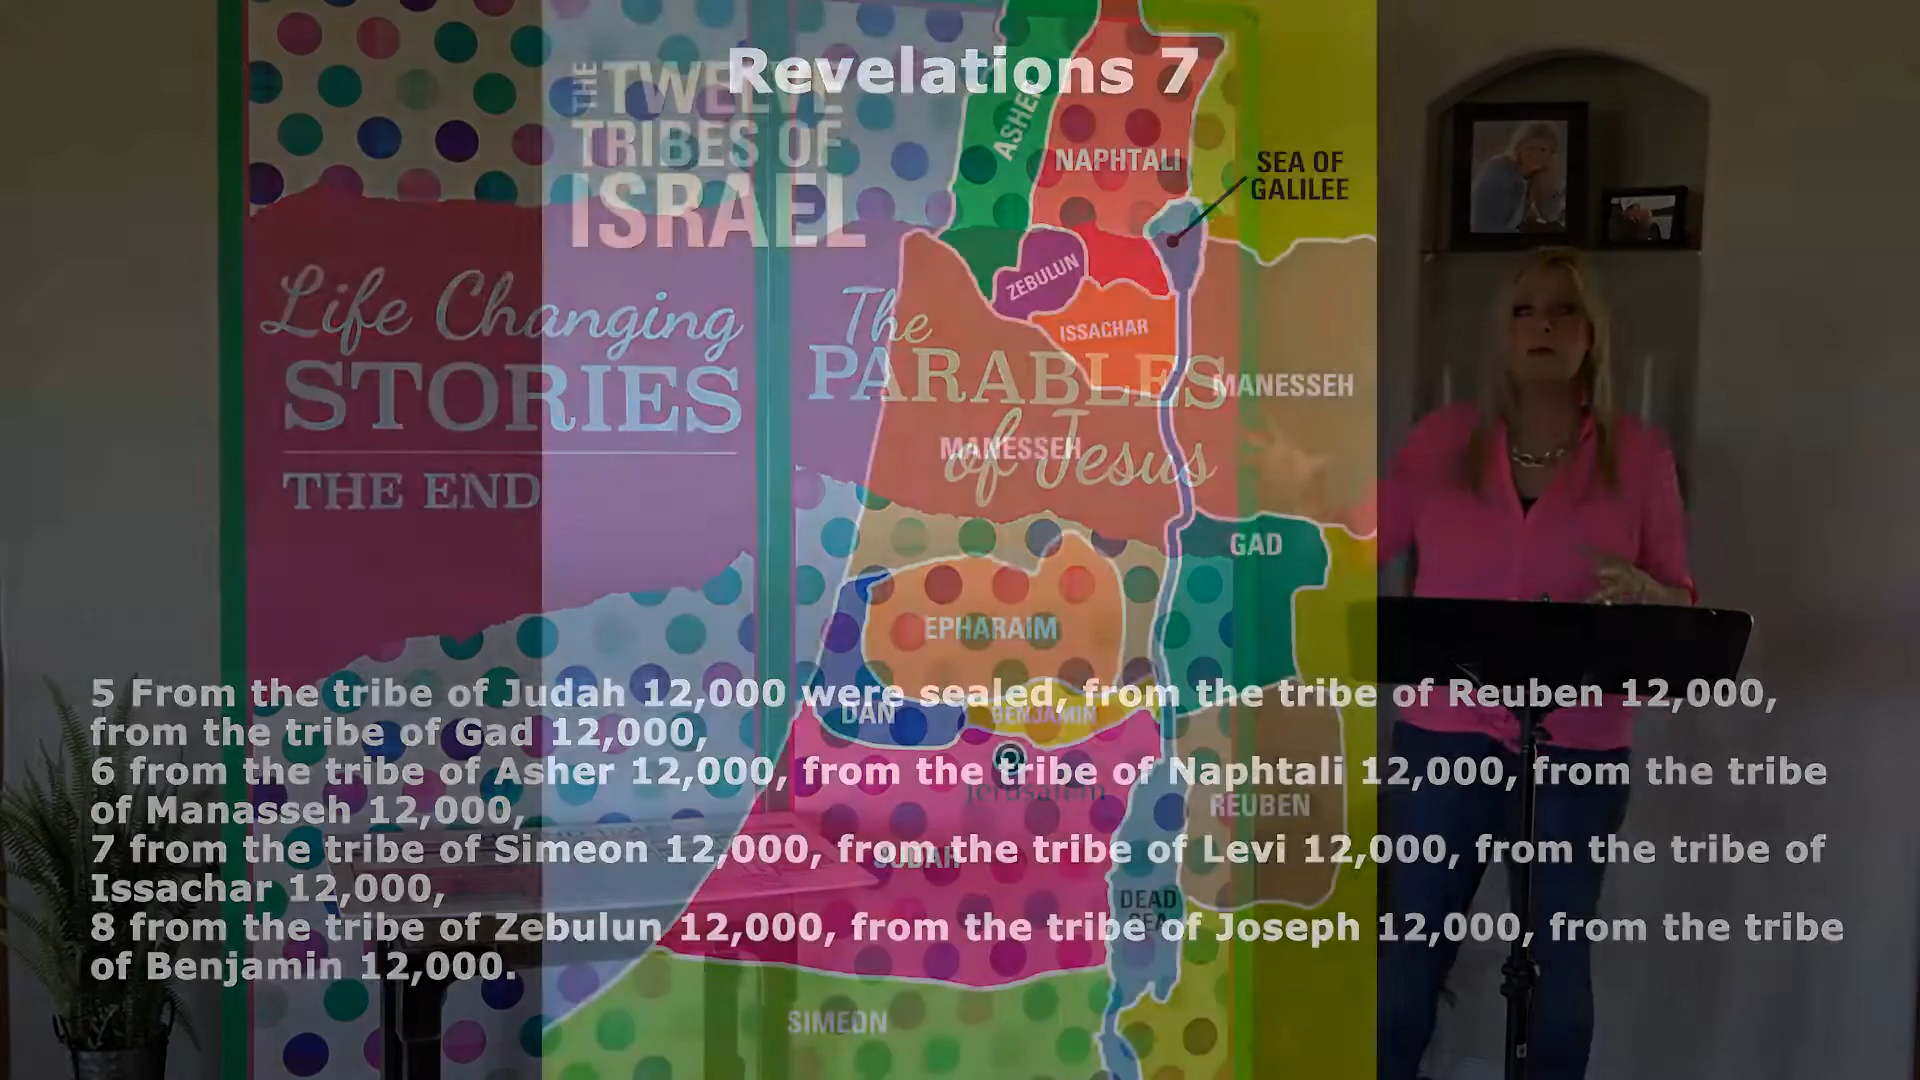 Revelations 7
THE TWELVE
TRIBES OF
ISRAEL
ASHER
NAPHTALI
SEA OF
GALILEE
ZEBULUN
ISSACHAR
MANESSEH
MANESSEH
GAD
EPHARAIM
DAN
BENJAMIN
Jerusalem
REUBEN
JUDAH
DEAD
SEA
SIMEON
Life Changing
STORIES
THE END
The
PARABLES
of Jesus
5 From the tribe of Judah 12,000 were sealed, from the tribe of Reuben 12,000,
from the tribe of Gad 12,000,
6 from the tribe of Asher 12,000, from the tribe of Naphtali 12,000, from the tribe
of Manasseh 12,000,
7 from the tribe of Simeon 12,000, from the tribe of Levi 12,000, from the tribe of
Issachar 12,000,
8 from the tribe of Zebulun 12,000, from the tribe of Joseph 12,000, from the tribe
of Benjamin 12,000.